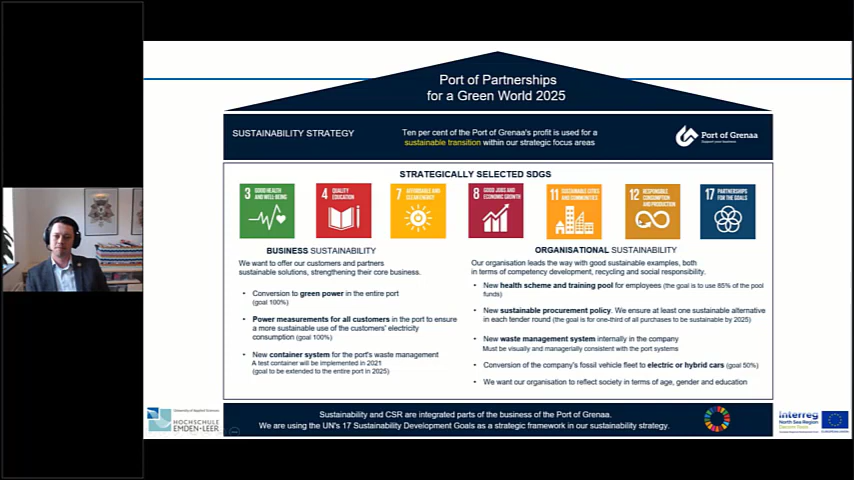 Port of Partnerships
for a Green World 2025
SUSTAINABILITY STRATEGY
Ten per cent of the Port of Grenaa's profit is used for a
sustainable transition within our strategic focus areas
Port of Grenaa
Support your business
STRATEGICALLY SELECTED SDGS
3 GOOD HEALTH
AND WELL-BEING
4 QUALITY
EDUCATION
7 AFFORDABLE AND
CLEAN ENERGY
8 GOOD JOBS AND
ECONOMIC GROWTH
11 SUSTAINABLE CITIES
AND COMMUNITIES
12 RESPONSIBLE
CONSUMPTION
AND PRODUCTION
17 PARTNERSHIPS
FOR THE GOALS
BUSINESS SUSTAINABILITY
We want to offer our customers and partners
sustainable solutions, strengthening their core business.
• Conversion to green power in the entire port
(goal 100%)
• Power measurements for all customers in the port to ensure
a more sustainable use of the customers' electricity
consumption (goal 100%)
• New container system for the port's waste management
A test container will be implemented in 2021
(goal to be extended to the entire port in 2025)
ORGANISATIONAL SUSTAINABILITY
Our organisation leads the way with good sustainable examples, both
in terms of competency development, recycling and social responsibility.
• New health scheme and training pool for employees (the goal is to use 85% of the pool
funds)
• New sustainable procurement policy. We ensure at least one sustainable alternative
in each tender round (the goal is for one-third of all purchases to be sustainable by 2025)
• New waste management system internally in the company
Must be visually and managerially consistent with the port systems
• Conversion of the company's fossil vehicle fleet to electric or hybrid cars (goal 50%)
• We want our organisation to reflect society in terms of age, gender and education
Sustainability and CSR are integrated parts of the business of the Port of Grenaa.
We are using the UN's 17 Sustainability Development Goals as a strategic framework in our sustainability strategy.
University of Applied Sciences
HOCHSCHULE
EMDEN·LEER
Interreg
North Sea Region